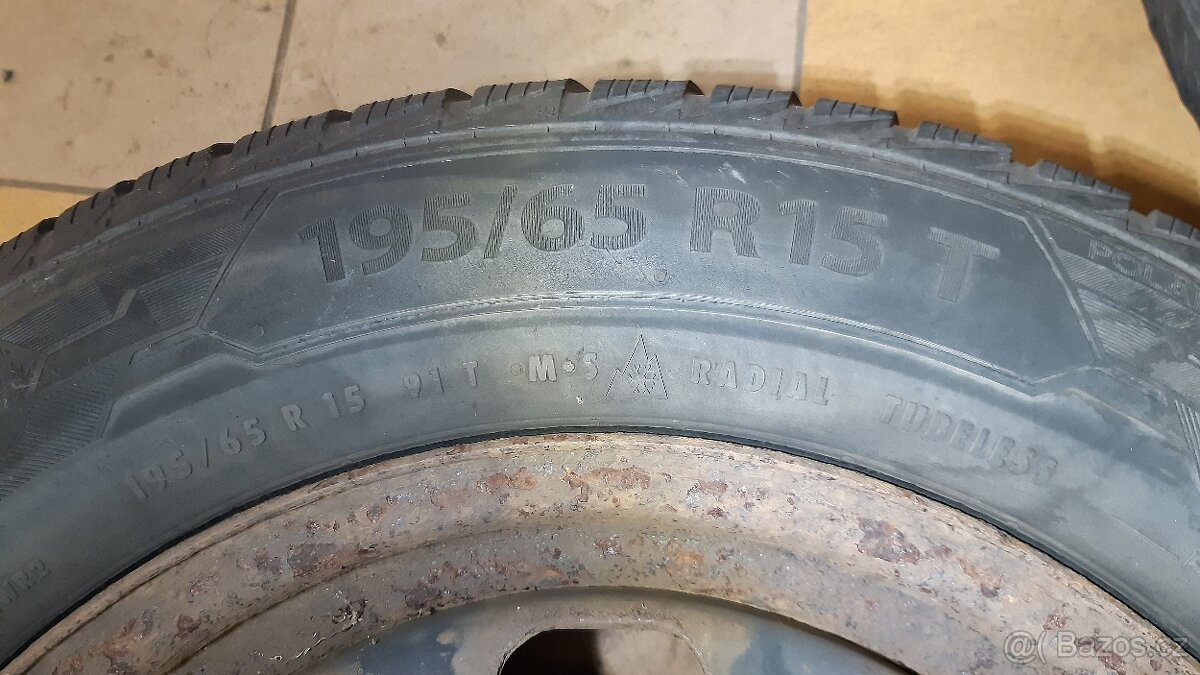 195/65 R15 T
195/65 R 15 91 T •M•S RADIAL TUBELESS
Bazos.cz